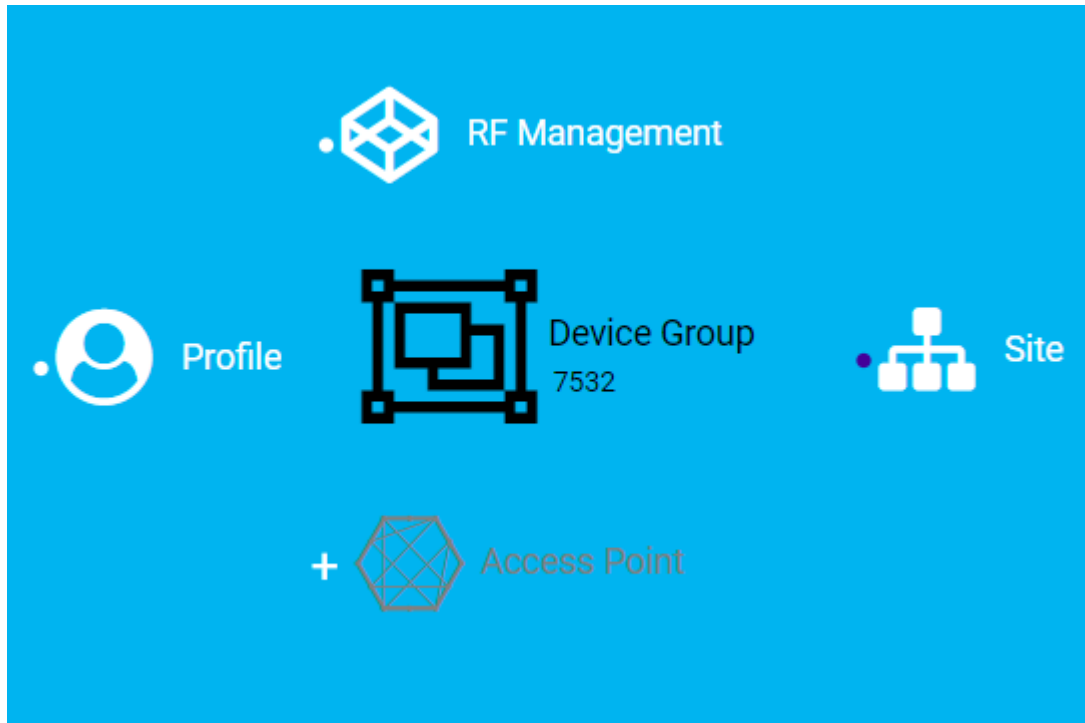 RF Management
Device Group
7532
Profile
Site
Access Point